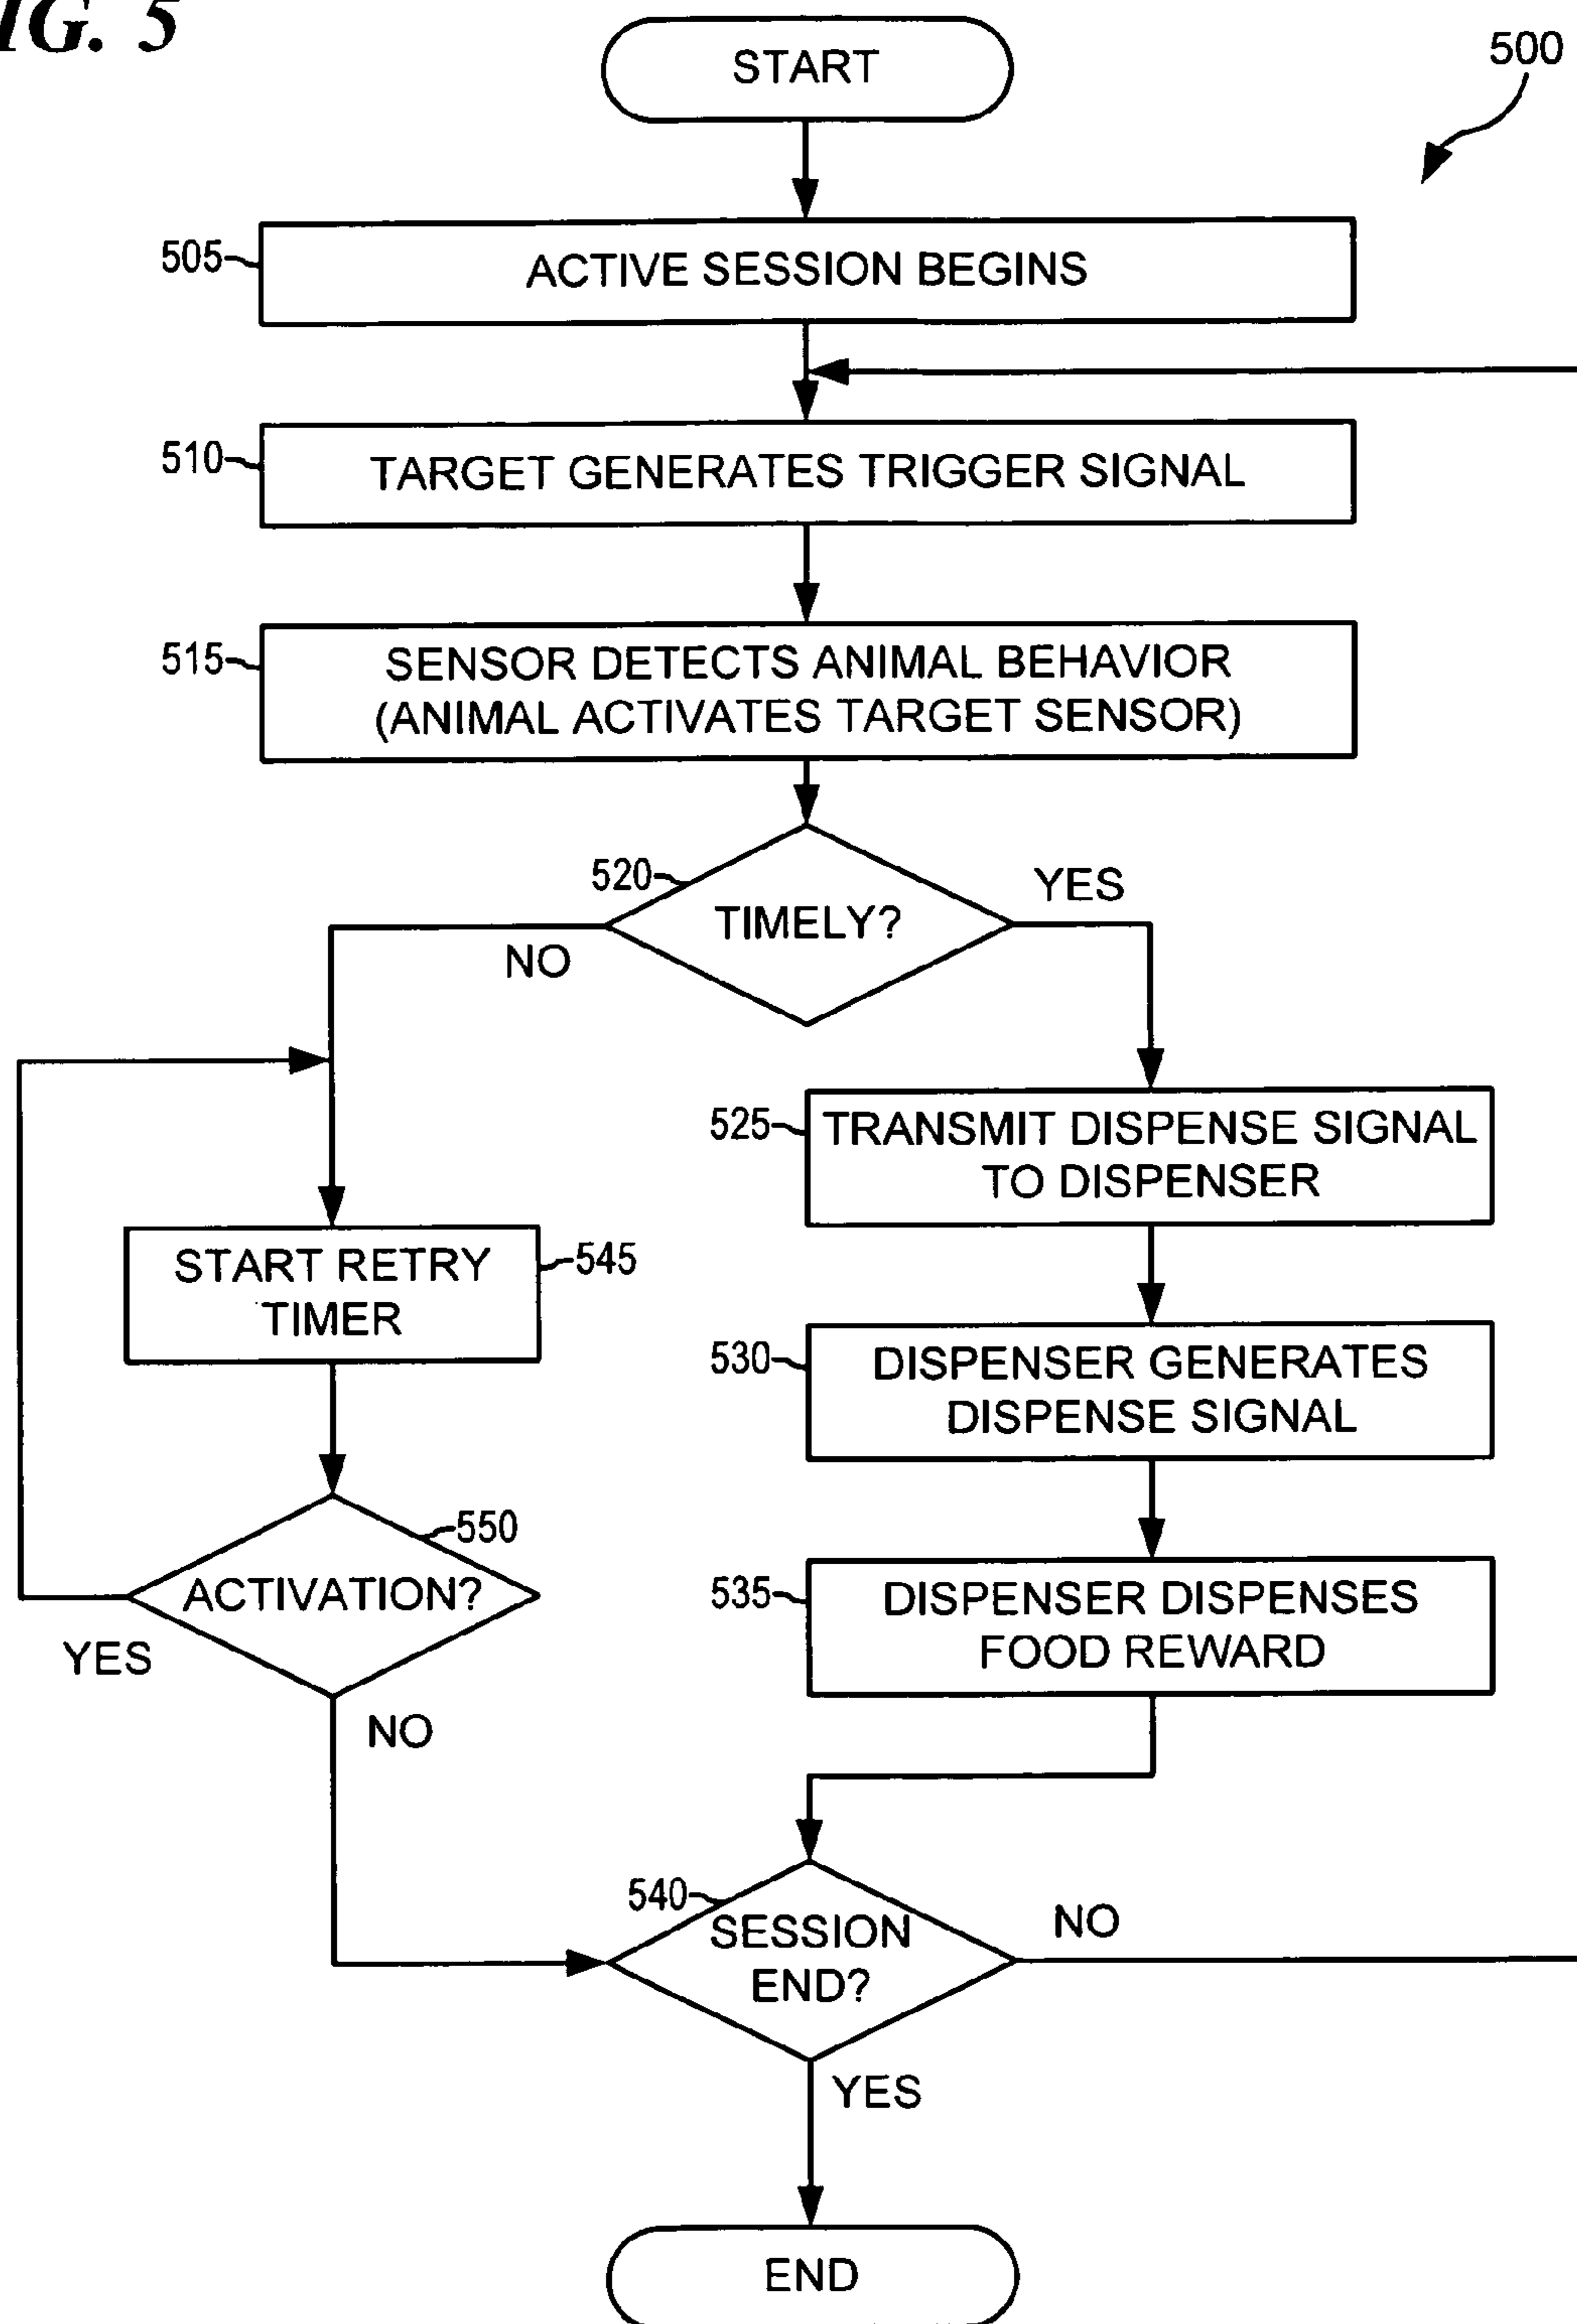 IG. 5
START
500
505
ACTIVE SESSION BEGINS
510
TARGET GENERATES TRIGGER SIGNAL
515
SENSOR DETECTS ANIMAL BEHAVIOR
(ANIMAL ACTIVATES TARGET SENSOR)
520
TIMELY?
YES
NO
525
TRANSMIT DISPENSE SIGNAL
TO DISPENSER
START RETRY
TIMER
545
530
DISPENSER GENERATES
DISPENSE SIGNAL
550
ACTIVATION?
YES
NO
535
DISPENSER DISPENSES
FOOD REWARD
540
SESSION
END?
NO
YES
END